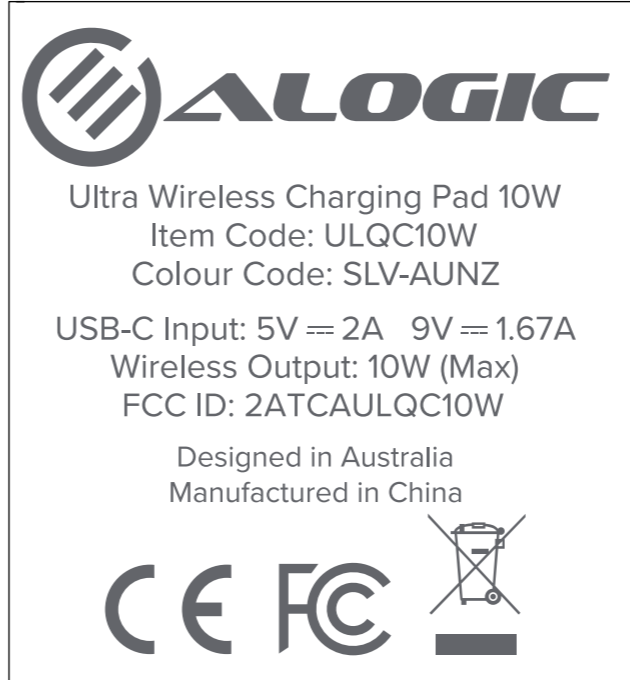 ALOGIC
Ultra Wireless Charging Pad 10W
Item Code: ULQC10W
Colour Code: SLV-AUNZ
USB-C Input: 5V ⎓ 2A 9V ⎓ 1.67A
Wireless Output: 10W (Max)
FCC ID: 2ATCAULQC10W
Designed in Australia
Manufactured in China
CE FC